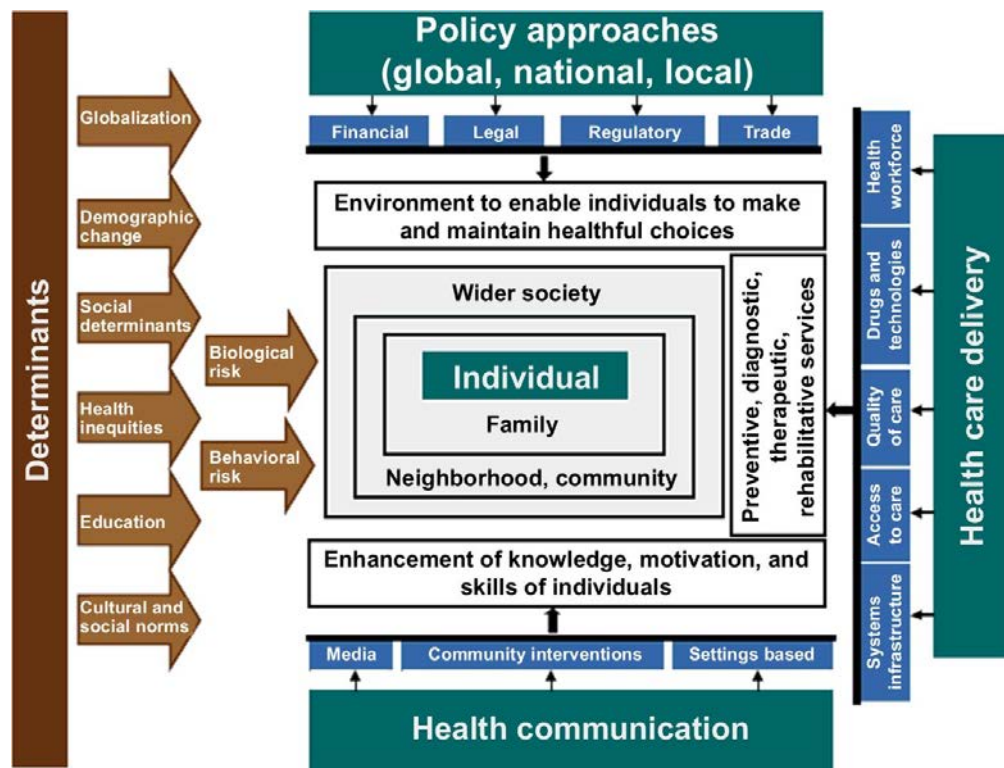 Policy approaches
(global, national, local)
Financial
Legal
Regulatory
Trade
Environment to enable individuals to make
and maintain healthful choices
Determinants
Globalization
Demographic
change
Social
determinants
Health
inequities
Education
Cultural and
social norms
Biological
risk
Behavioral
risk
Wider society
Individual
Family
Neighborhood, community
Preventive, diagnostic,
therapeutic,
rehabilitative services
Health
workforce
Drugs and
technologies
Quality
of care
Access
to care
Systems
infrastructure
Health care delivery
Enhancement of knowledge, motivation, and
skills of individuals
Media
Community interventions
Settings based
Health communication